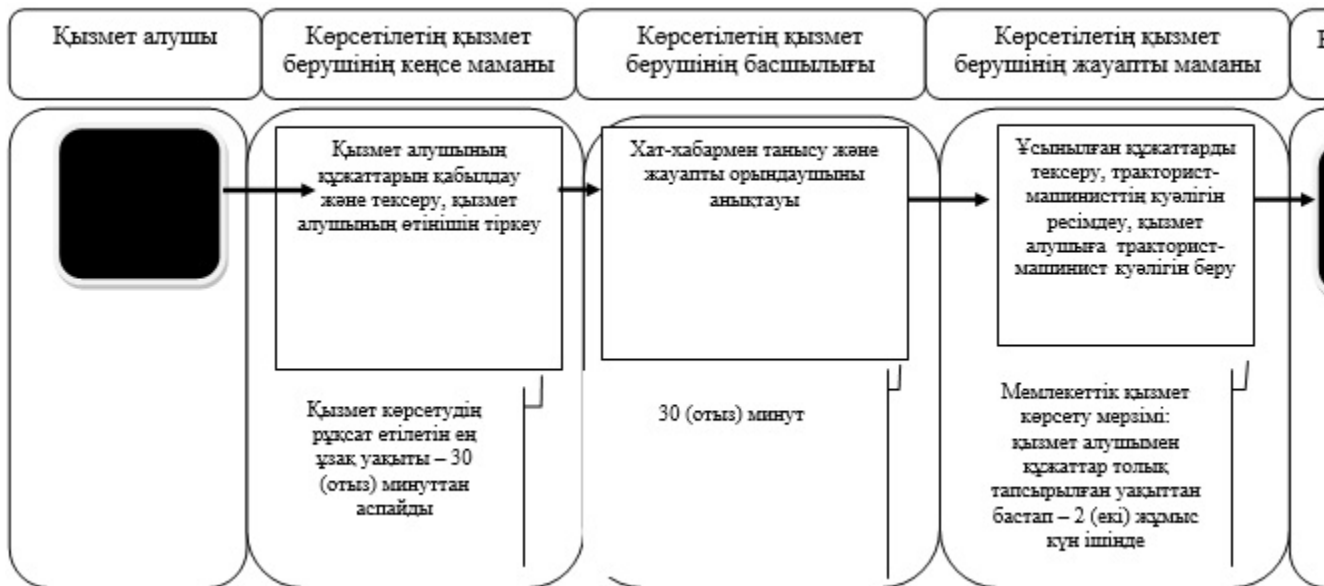 Қызмет алушы
Көрсетілетің қызмет
берушінің кеңсе маманы
Көрсетілетің қызмет
берушінің басшылығы
Көрсетілетің қызмет
берушінің жауапты маманы
Қызмет алушының
құжаттарын қабылдау
және тексеру, қызмет
алушының өтінішін тіркеу
Хат-хабармен танысу және
жауапты орындаушыны
анықтауы
Ұсынылған құжаттарды
тексеру, тракторист-
машинисттің куәлігін
ресімдеу, қызмет
алушыға тракторист-
машинист куәлігін беру
Қызмет көрсетудің
рұқсат етілетін ең
ұзақ уақыты – 30
(отыз) минуттан
аспайды
30 (отыз) минут
Мемлекеттік қызмет
көрсету мерзімі:
қызмет алушымен
құжаттар толық
тапсырылған уақыттан
бастап – 2 (екі) жұмыс
күн ішінде